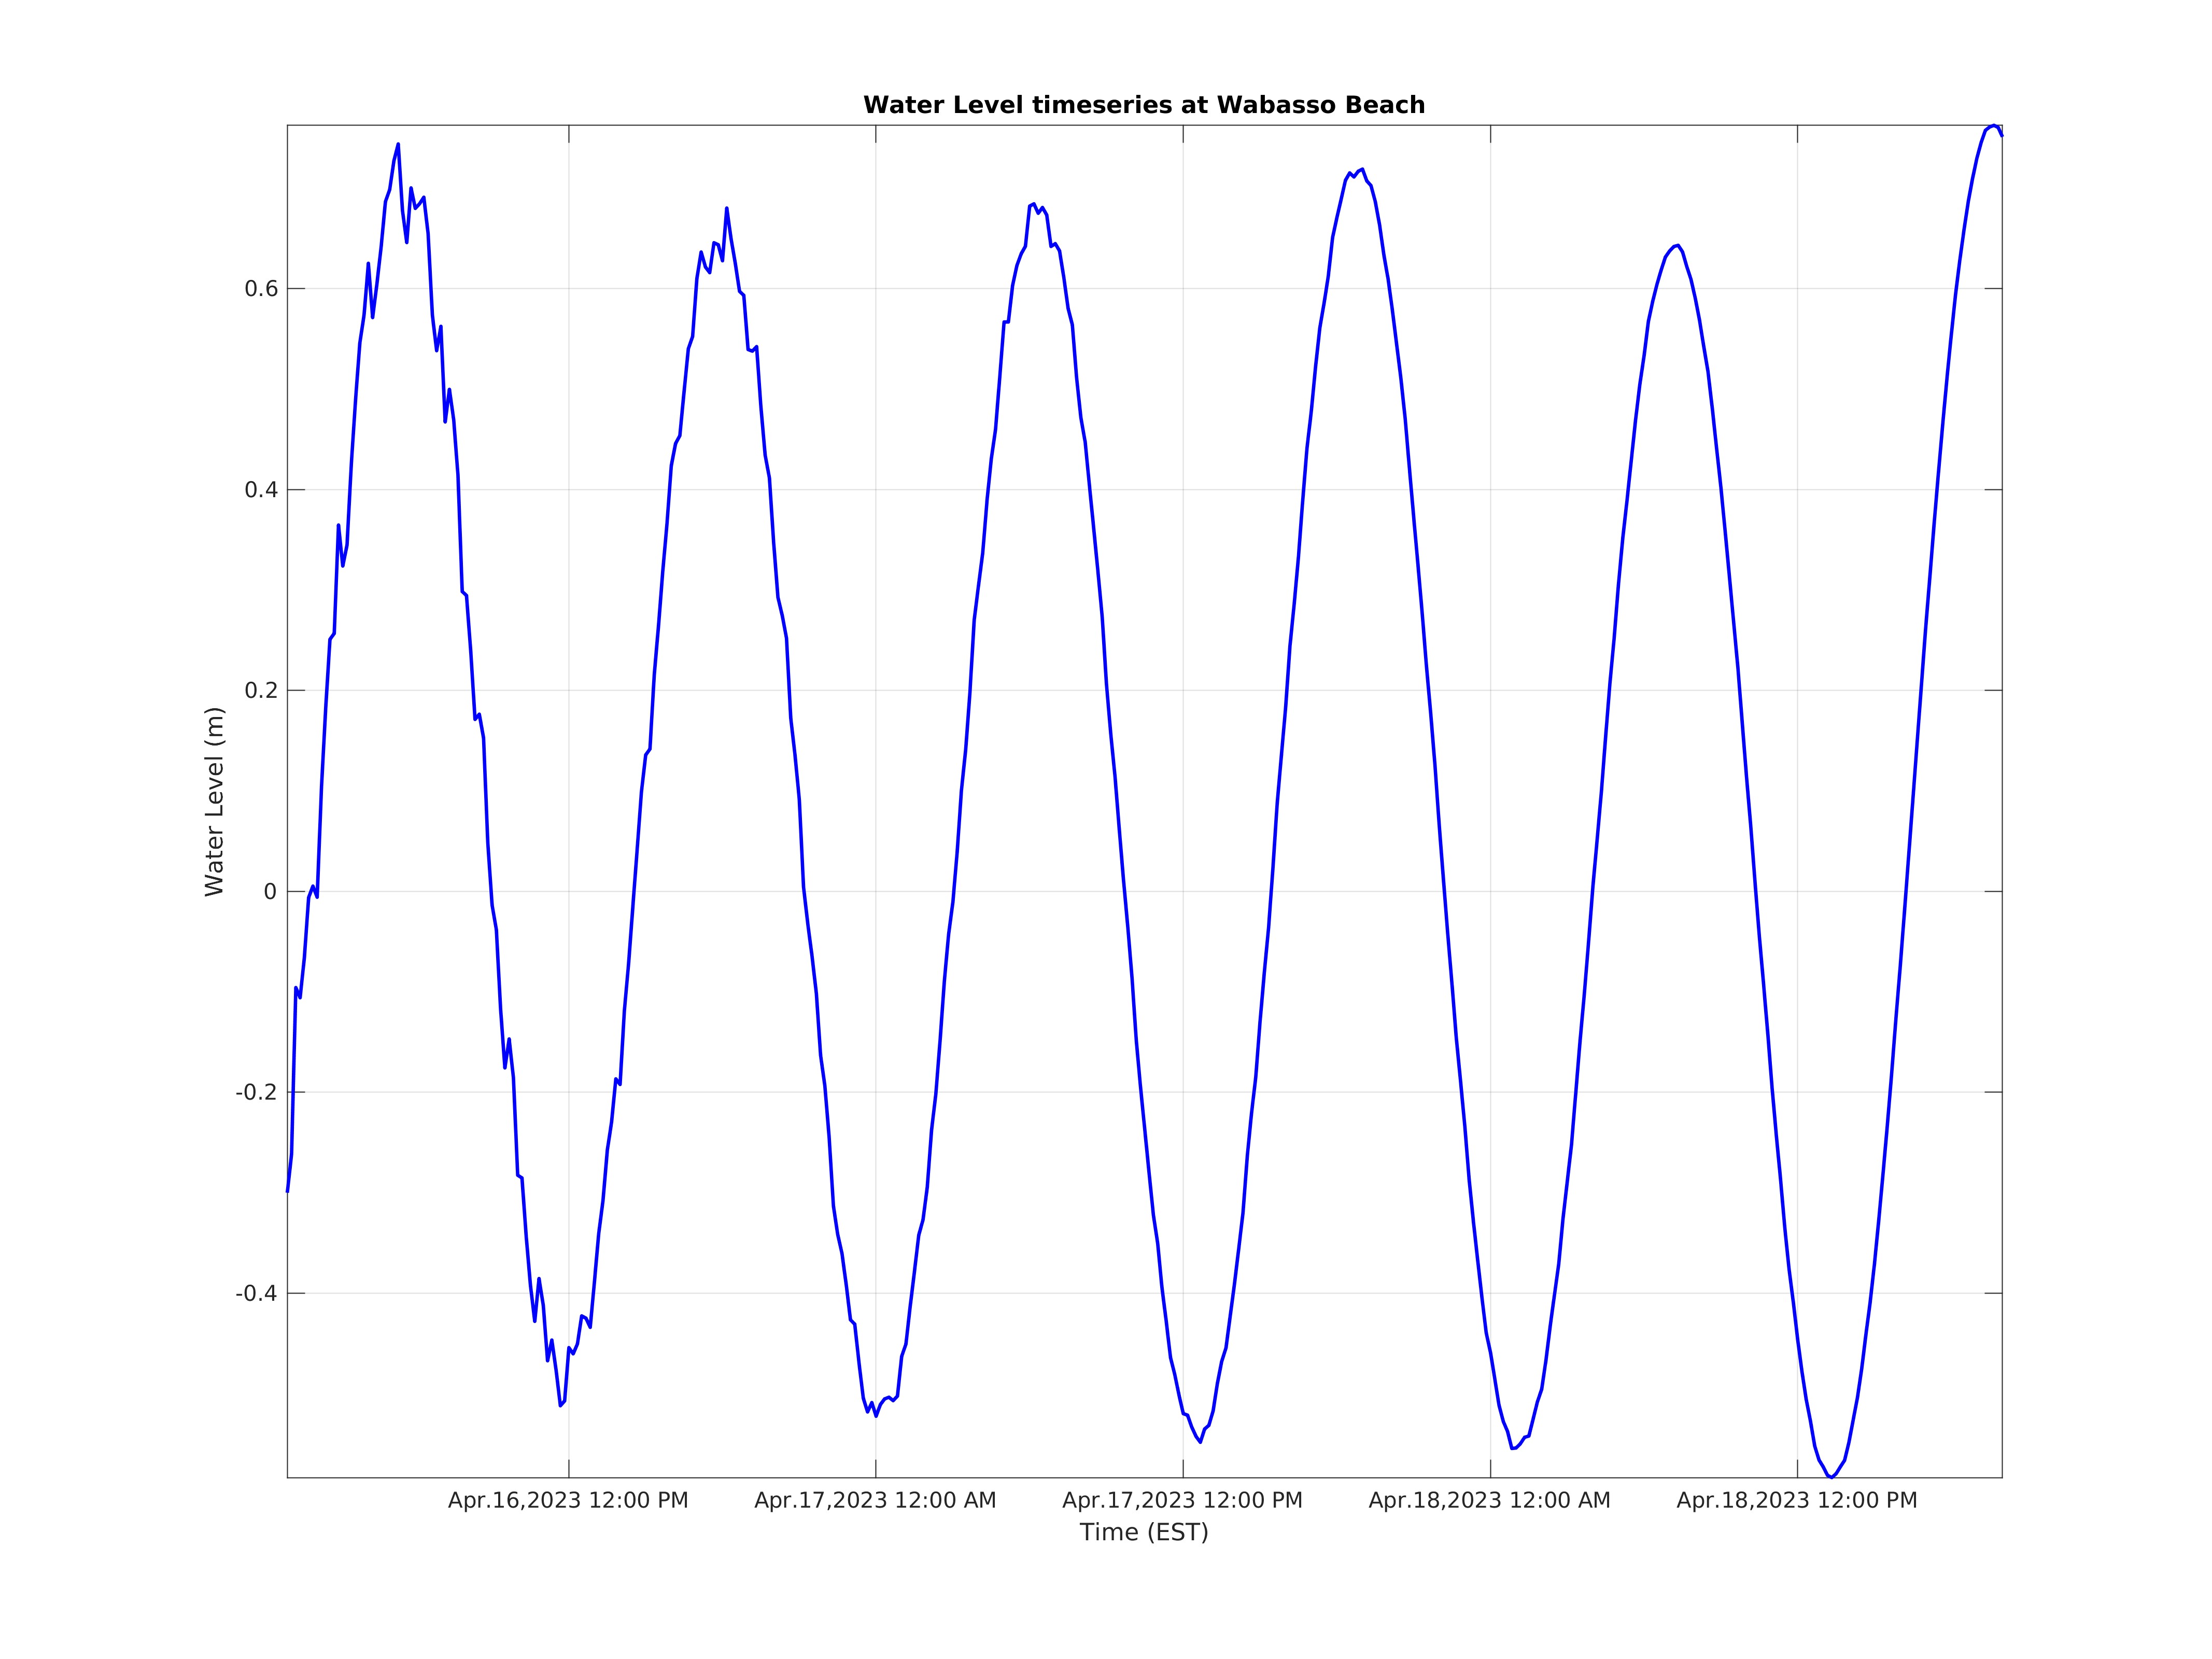 Water Level timeseries at Wabasso Beach
0.6
0.4
0.2
0
-0.2
-0.4
Water Level (m)
Apr.16,2023 12:00 PM
Apr.17,2023 12:00 AM
Apr.17,2023 12:00 PM
Apr.18,2023 12:00 AM
Apr.18,2023 12:00 PM
Time (EST)